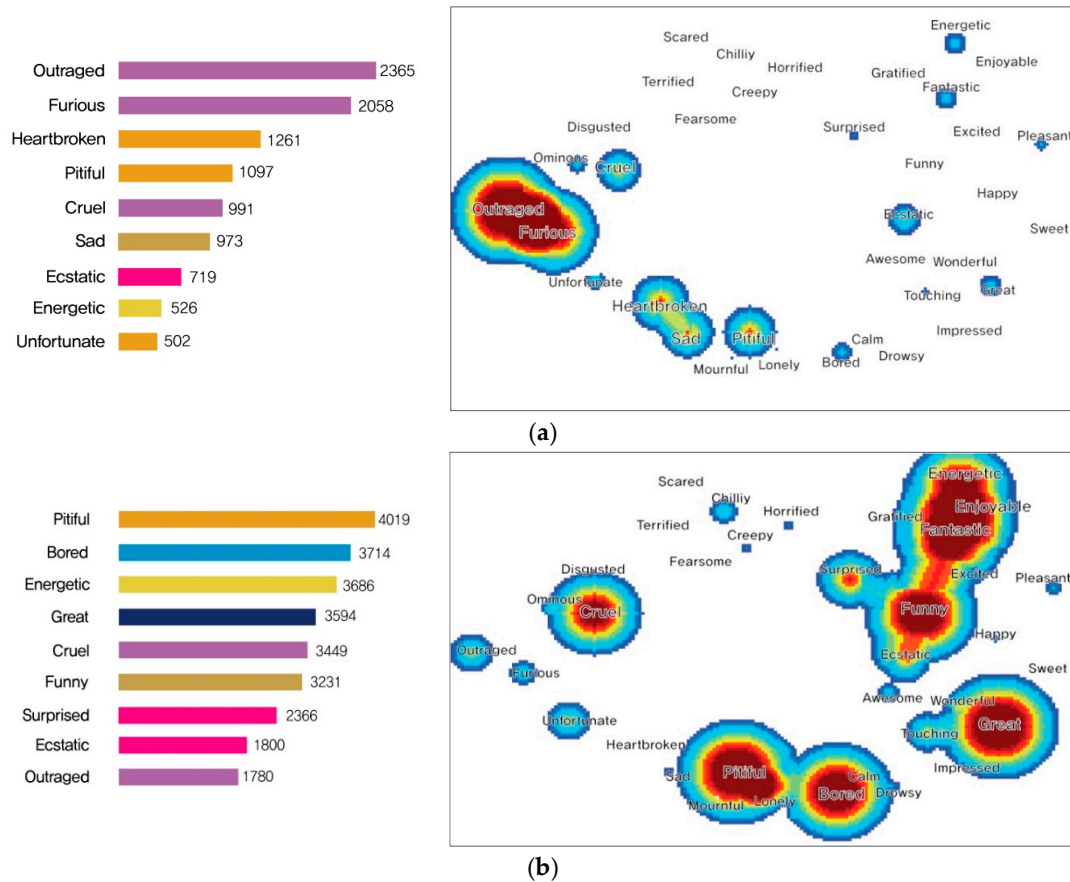 Outraged 2365
Furious 2058
Heartbroken 1261
Pitiful 1097
Cruel 991
Sad 973
Ecstatic 719
Energetic 526
Unfortunate 502
Energetic
Scared
Chilliy
Enjoyable
Horrified
Gratified
Terrified
Fantastic
Creepy
Fearsome
Disgusted
Surprised
Excited
Pleasant
Ominous
Cruel
Funny
Happy
Outraged
Ecstatic
Furious
Sweet
Awesome
Wonderful
Unfortunate
Touching
Great
Heartbroken
Impressed
Sad
Pitiful
Calm
Mournful
Lonely
Bored
Drowsy
(a)
Pitiful 4019
Bored 3714
Energetic 3686
Great 3594
Cruel 3449
Funny 3231
Surprised 2366
Ecstatic 1800
Outraged 1780
Energetic
Scared
Chilliy
Enjoyable
Horrified
Gratified
Terrified
Fantastic
Creepy
Fearsome
Disgusted
Surprised
Excited
Pleasant
Ominous
Cruel
Funny
Happy
Outraged
Ecstatic
Furious
Sweet
Awesome
Wonderful
Unfortunate
Great
Touching
Heartbroken
Impressed
Sad
Pitiful
Calm
Mournful
Lonely
Bored
Drowsy
(b)